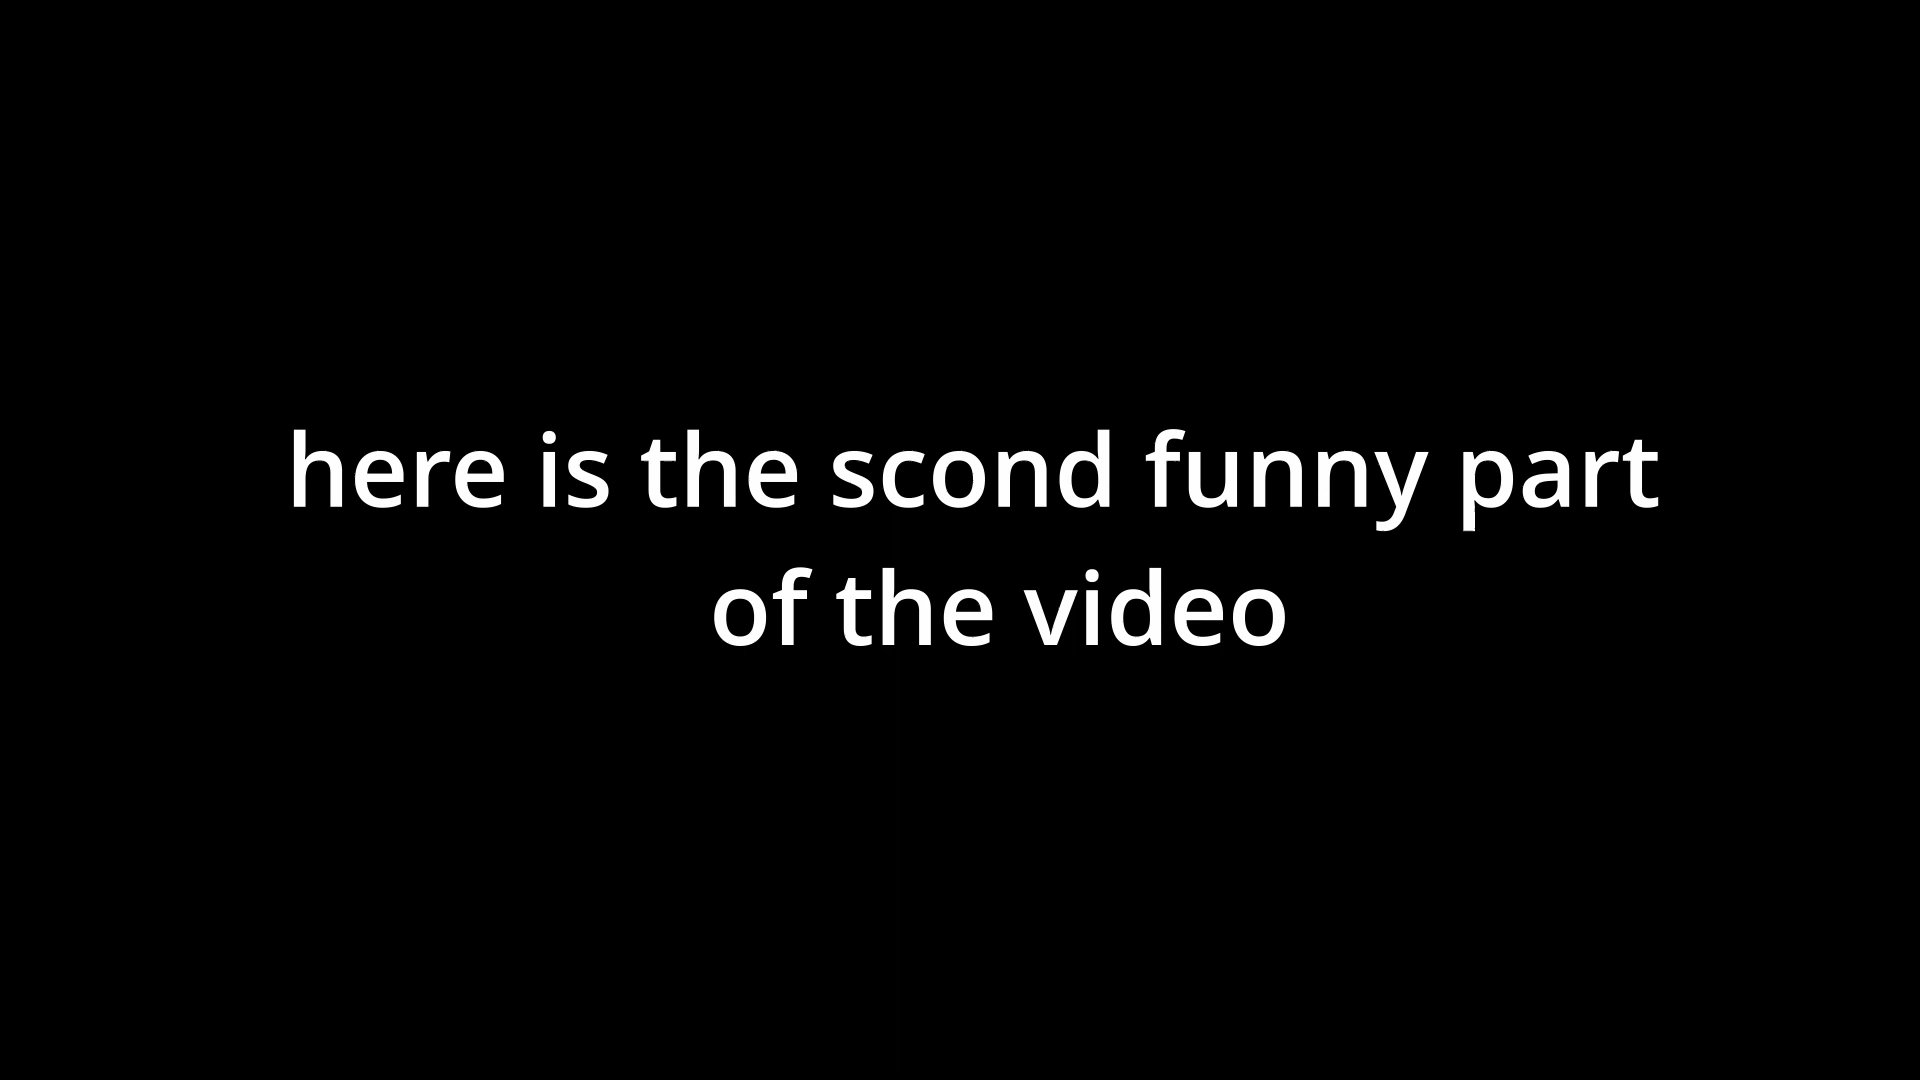 here is the scond funny part
of the video